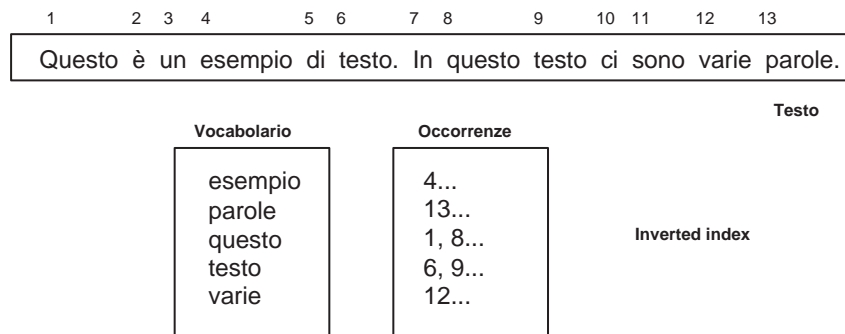 1 2 3 4 5 6 7 8 9 10 11 12 13
Questo è un esempio di testo. In questo testo ci sono varie parole.
Testo
Vocabolario Occorrenze
esempio 4...
parole 13...
questo 1, 8...
Inverted index
testo 6, 9...
varie 12...